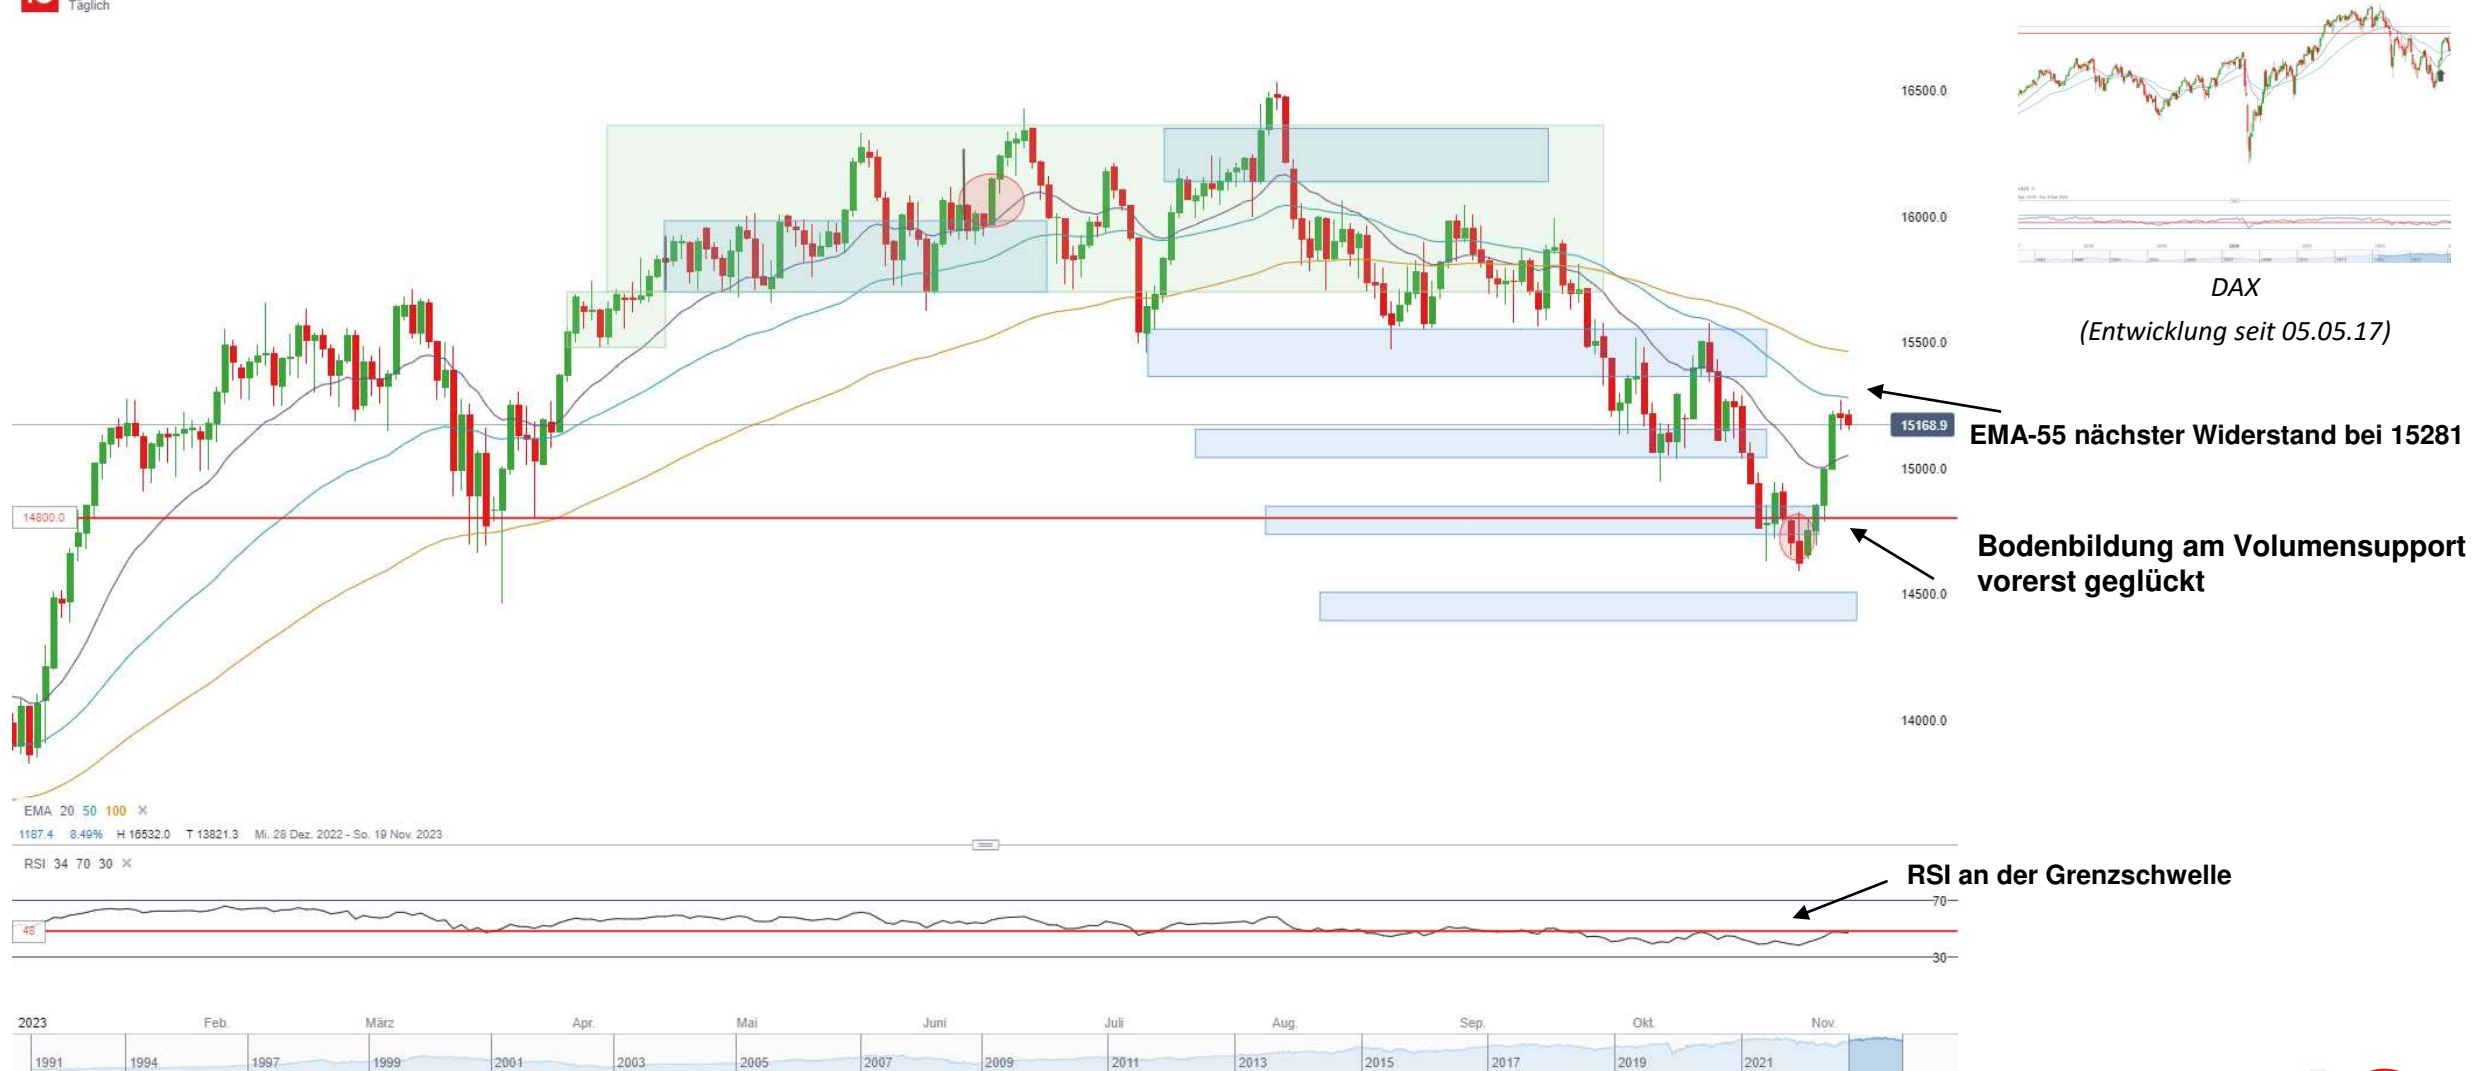 Täglich
16500.0
16000.0
15500.0
15168.9
15000.0
14500.0
14000.0
14800.0
DAX
(Entwicklung seit 05.05.17)
EMA-55 nächster Widerstand bei 15281
Bodenbildung am Volumensupport
vorerst geglückt
EMA 20 50 100 ×
1187.4 8.49% H 16532.0 T 13821.3 Mi. 28 Dez. 2022 - So. 19 Nov. 2023
RSI 34 70 30 ×
RSI an der Grenzschwelle
70
48
30
2023 Feb. März Apr. Mai Juni Juli Aug. Sep. Okt. Nov.
1991 1994 1997 1999 2001 2003 2005 2007 2009 2011 2013 2015 2017 2019 2021